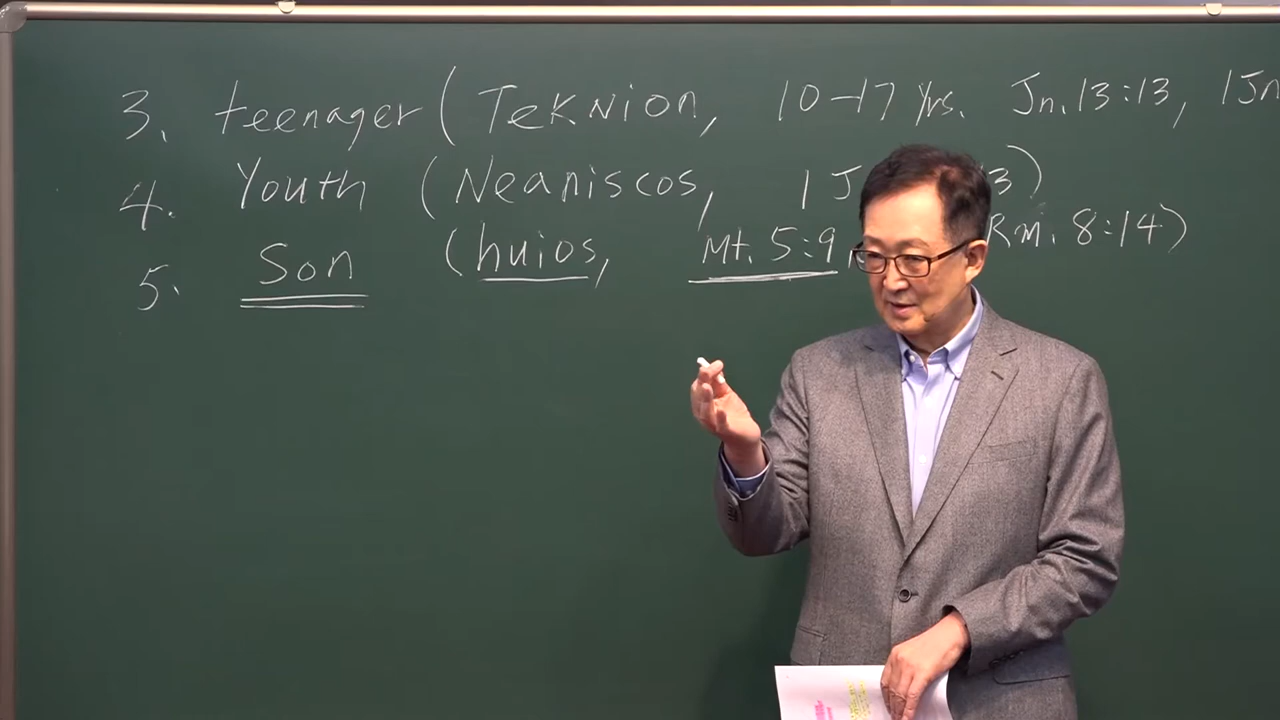 3. teenager (Teknion, 10-17 yrs. Jn. 13:13, 1Jn
4. Youth (Neaniscos, 1J 3)
5. Son (huios, Mt. 5:9, Rm. 8:14)